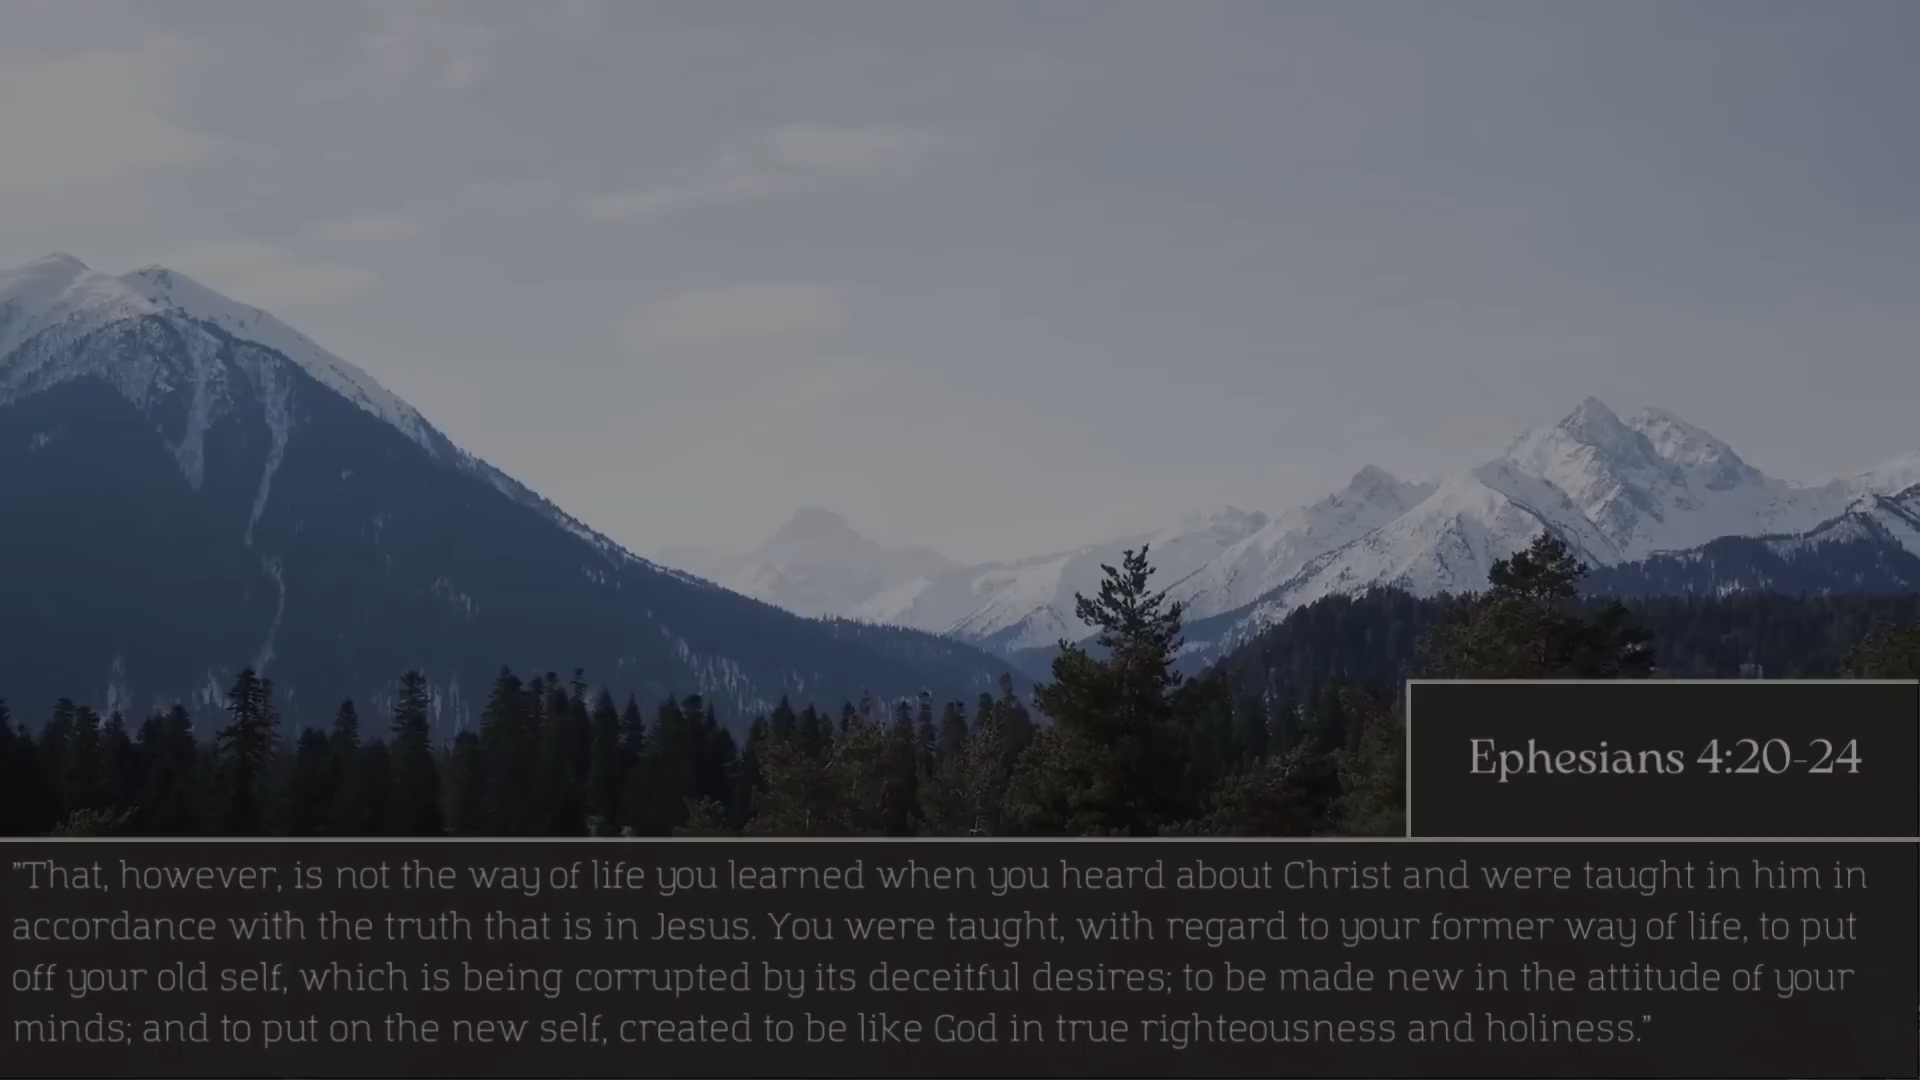 Ephesians 4:20-24
"That, however, is not the way of life you learned when you heard about Christ and were taught in him in
accordance with the truth that is in Jesus. You were taught, with regard to your former way of life, to put
off your old self, which is being corrupted by its deceitful desires; to be made new in the attitude of your
minds; and to put on the new self, created to be like God in true righteousness and holiness."